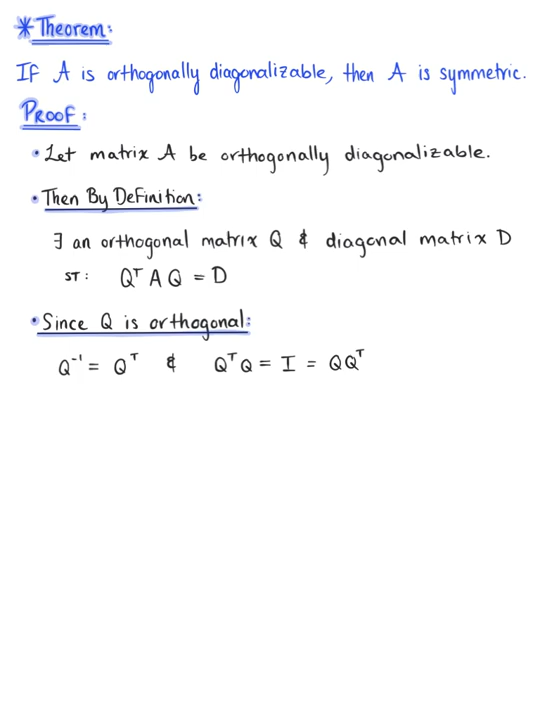 * Theorem:
If A is orthogonally diagonalizable, then A is symmetric.
Proof:
• Let matrix A be orthogonally diagonalizable.
• Then By Definition:
∃ an orthogonal matrix Q & diagonal matrix D
ST: QᵀAQ = D
• Since Q is orthogonal:
Q⁻¹ = Qᵀ & QᵀQ = I = QQᵀ